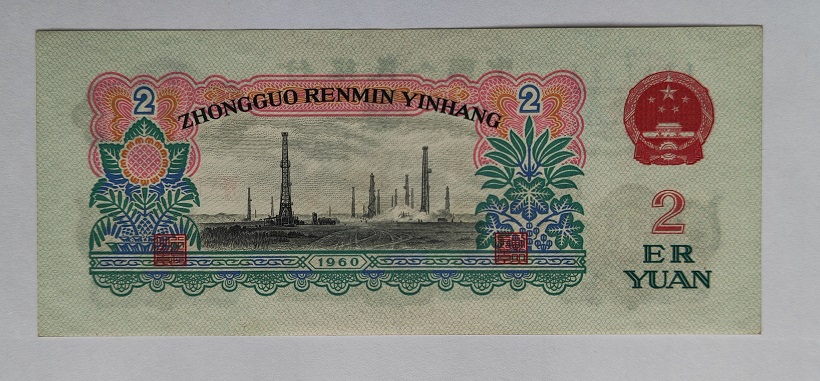 2
2
ZHONGGUO RENMIN YINHANG
2
ER
YUAN
1960